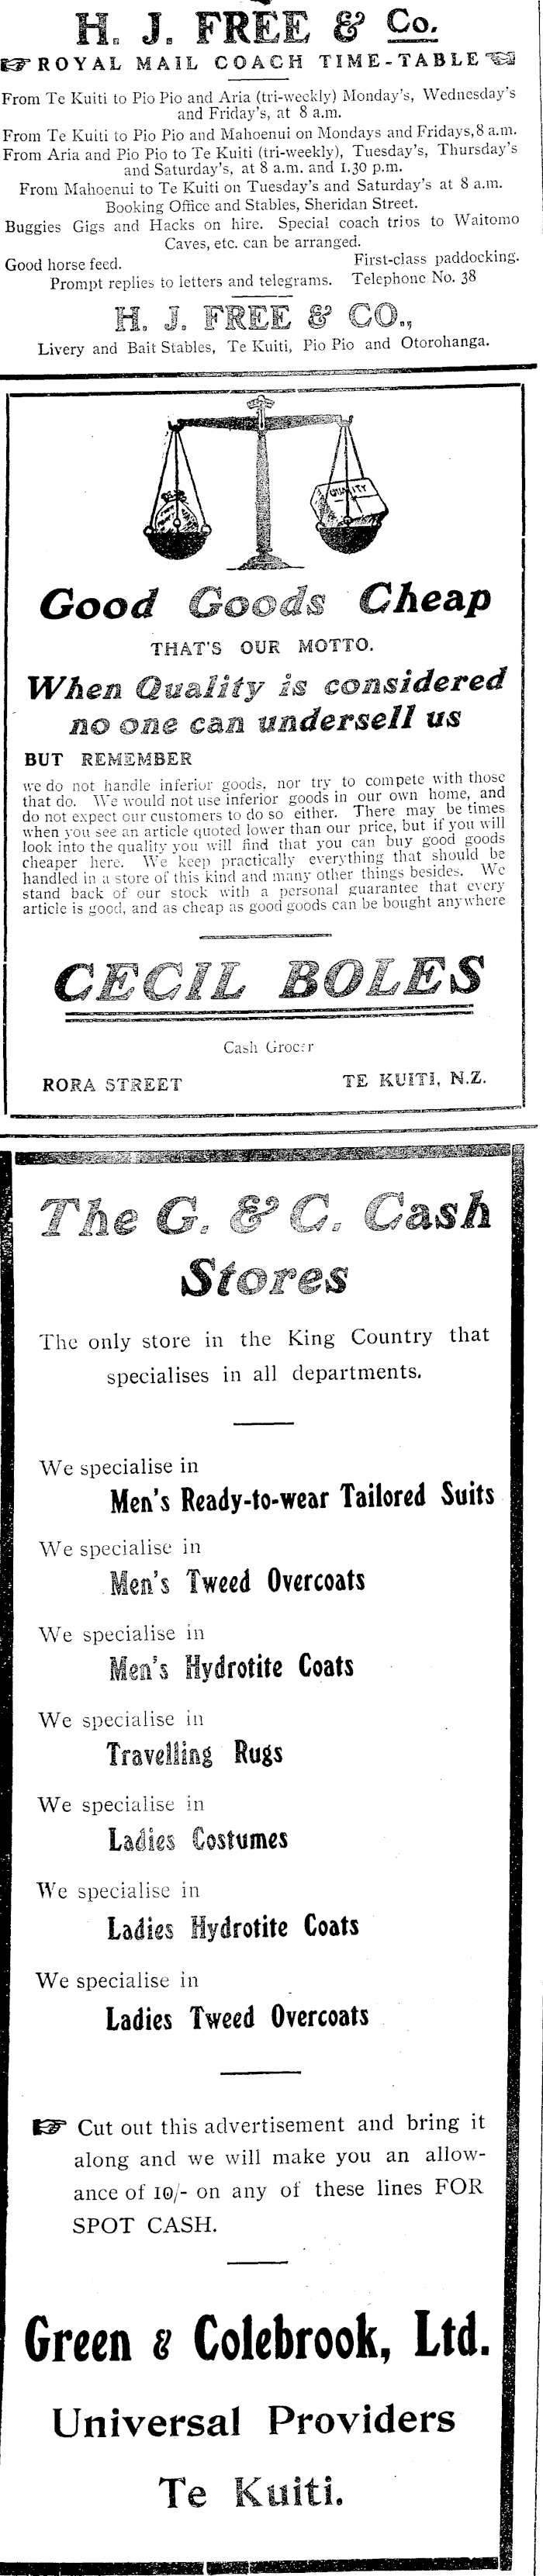 H. J. FREE & Co.
ROYAL MAIL COACH TIME-TABLE
From Te Kuiti to Pio Pio and Aria (tri-weekly) Monday's, Wednesday's
and Friday's, at 8 a.m.
From Te Kuiti to Pio Pio and Mahoenui on Mondays and Fridays, 8 a.m.
From Aria and Pio Pio to Te Kuiti (tri-weekly), Tuesday's, Thursday's
and Saturday's, at 8 a.m. and 1.30 p.m.
From Mahoenui to Te Kuiti on Tuesday's and Saturday's at 8 a.m.
Booking Office and Stables, Sheridan Street.
Buggies Gigs and Hacks on hire. Special coach trips to Waitomo
Caves, etc. can be arranged.
Good horse feed. First-class paddocking.
Prompt replies to letters and telegrams. Telephone No. 38
H. J. FREE & CO.,
Livery and Bait Stables, Te Kuiti, Pio Pio and Otorohanga.
QUALITY
Good Goods Cheap
THAT'S OUR MOTTO.
When Quality is considered
no one can undersell us
BUT REMEMBER
we do not handle inferior goods, nor try to compete with those
that do. We would not use inferior goods in our own home, and
do not expect our customers to do so either. There may be times
when you see an article quoted lower than our price, but if you will
look into the quality you will find that you can buy good goods
cheaper here. We keep practically everything that should be
handled in a store of this kind and many other things besides. We
stand back of our stock with a personal guarantee that every
article is good, and as cheap as good goods can be bought anywhere
CECIL BOLES
Cash Grocer
RORA STREET TE KUITI, N.Z.
The G. & C. Cash
Stores
The only store in the King Country that
specialises in all departments.
We specialise in
Men's Ready-to-wear Tailored Suits
We specialise in
Men's Tweed Overcoats
We specialise in
Men's Hydrotite Coats
We specialise in
Travelling Rugs
We specialise in
Ladies Costumes
We specialise in
Ladies Hydrotite Coats
We specialise in
Ladies Tweed Overcoats
Cut out this advertisement and bring it
along and we will make you an allow-
ance of 10/- on any of these lines FOR
SPOT CASH.
Green & Colebrook, Ltd.
Universal Providers
Te Kuiti.